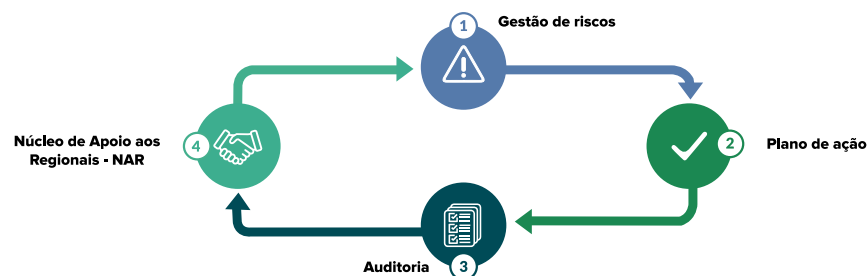 1
Gestão de riscos
2
Plano de ação
3
Auditoria
4
Núcleo de Apoio aos
Regionais - NAR